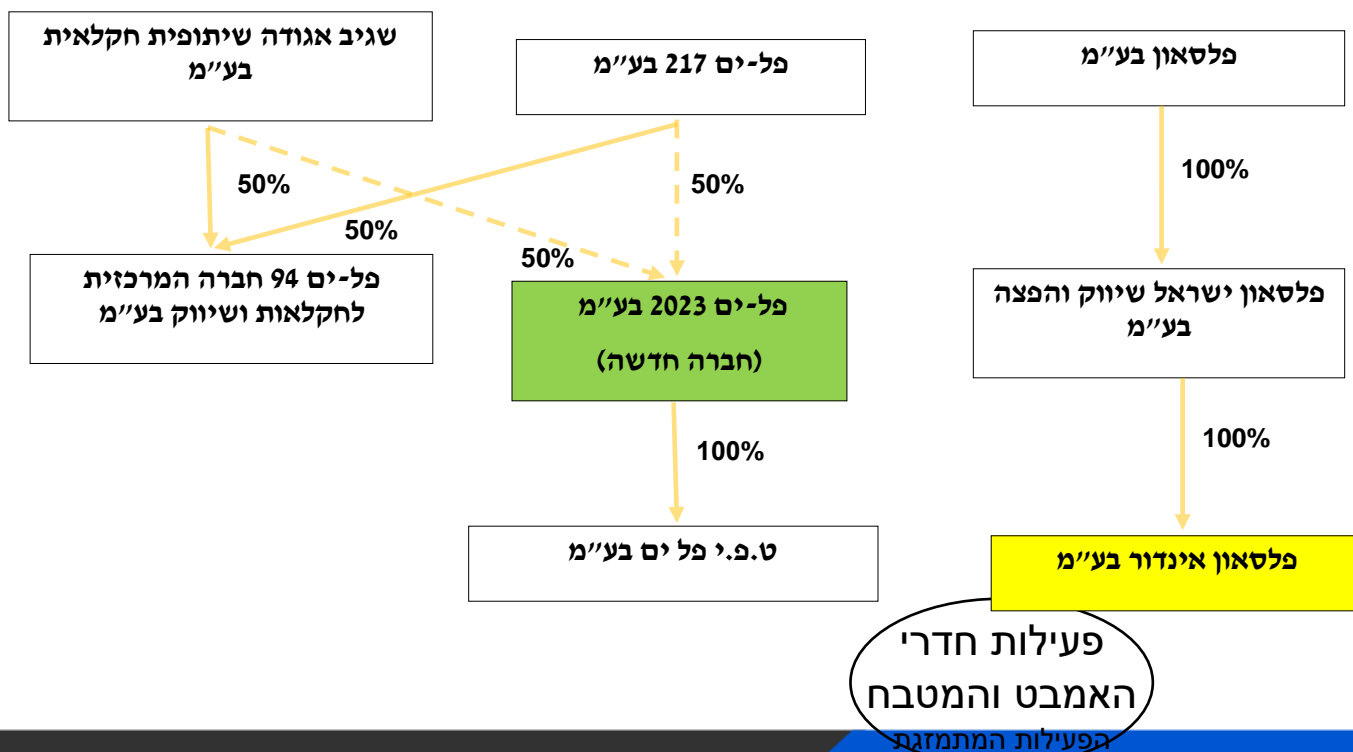 שגיב אגודה שיתופית חקלאית
בע״מ
פל-ים 217 בע״מ
פלסאון בע״מ
50%
50%
100%
50%
50%
פל-ים 94 חברה המרכזית
לחקלאות ושיווק בע״מ
פל-ים 2023 בע״מ
(חברה חדשה)
פלסאון ישראל שיווק והפצה
בע״מ
100%
100%
ט.פ.י פל ים בע״מ
פלסאון אינדור בע״מ
פעילות חדרי
האמבט והמטבח
הפעילות המתמזגת